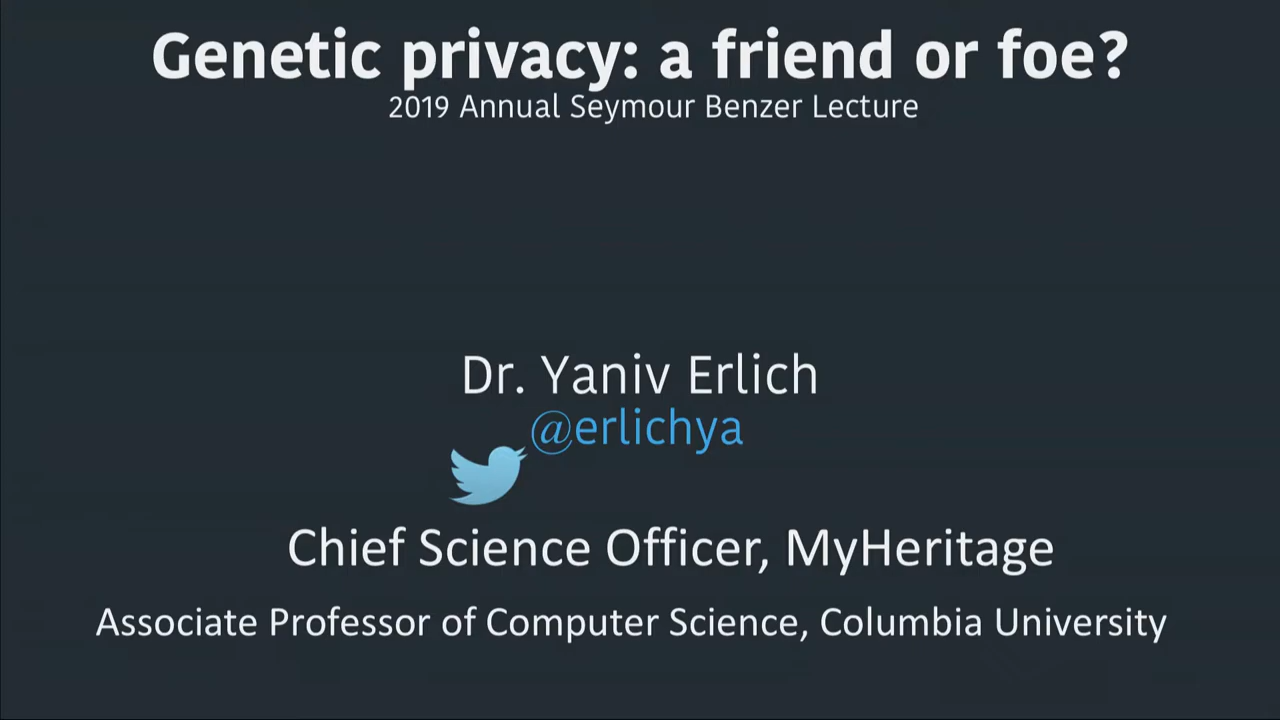 Genetic privacy: a friend or foe?
2019 Annual Seymour Benzer Lecture
Dr. Yaniv Erlich
@erlichya
Chief Science Officer, MyHeritage
Associate Professor of Computer Science, Columbia University